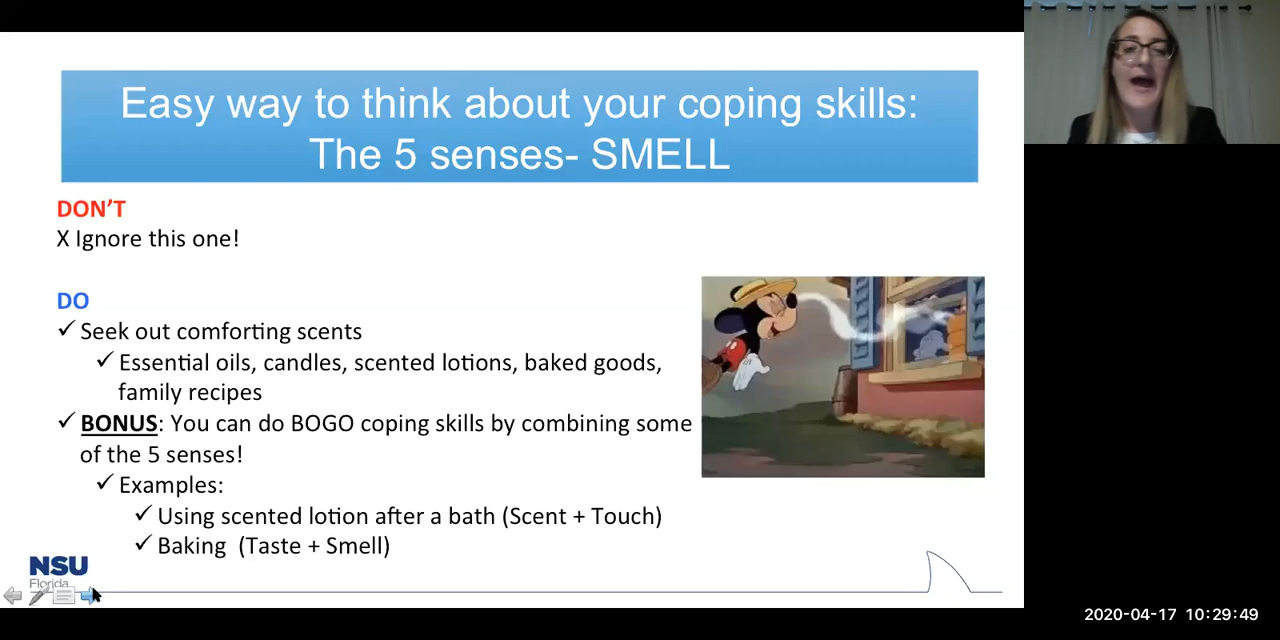 Easy way to think about your coping skills:
The 5 senses- SMELL
DON'T
X Ignore this one!
DO
✓ Seek out comforting scents
✓ Essential oils, candles, scented lotions, baked goods,
family recipes
✓ BONUS: You can do BOGO coping skills by combining some
of the 5 senses!
✓ Examples:
✓ Using scented lotion after a bath (Scent + Touch)
✓ Baking (Taste + Smell)
NSU
Florida
2020-04-17 10:29:49